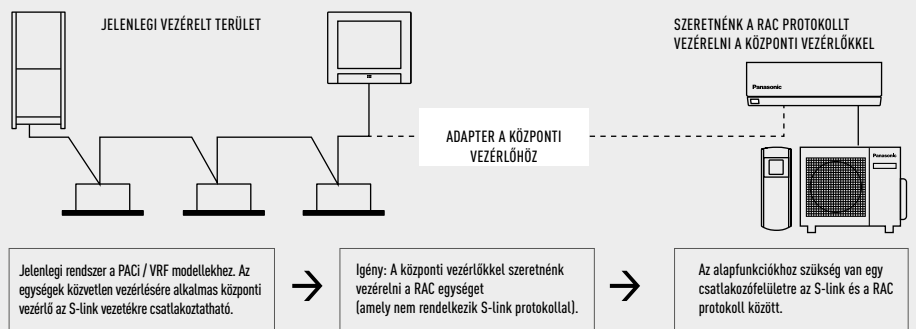 JELENLEGI VEZÉRELT TERÜLET
SZERETNÉNK A RAC PROTOKOLLT
VEZÉRELNI A KÖZPONTI VEZÉRLŐKKEL
Panasonic
ADAPTER A KÖZPONTI
VEZÉRLŐHÖZ
Panasonic
Jelenlegi rendszer a PACi / VRF modellekhez. Az
egységek közvetlen vezérlésére alkalmas központi
vezérlő az S-link vezetékre csatlakoztatható.
Igény: A központi vezérlőkkel szeretnénk
vezérelni a RAC egységet
(amely nem rendelkezik S-link protokollal).
Az alapfunkciókhoz szükség van egy
csatlakozófelületre az S-link és a RAC
protokoll között.